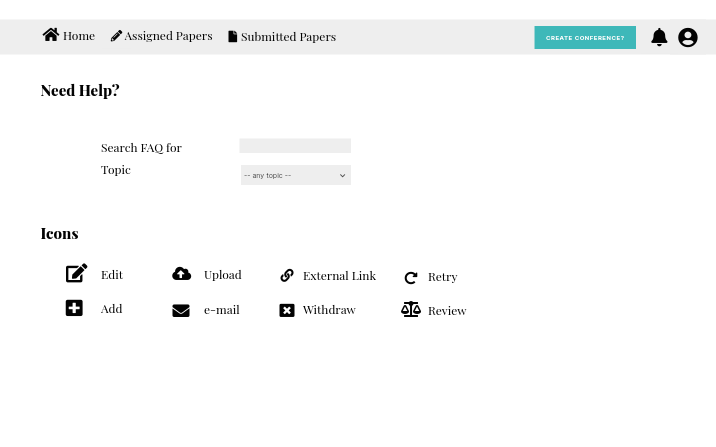 Home Assigned Papers Submitted Papers CREATE CONFERENCE?
Need Help?
Search FAQ for
Topic -- any topic --
Icons
Edit Upload External Link Retry
Add e-mail Withdraw Review